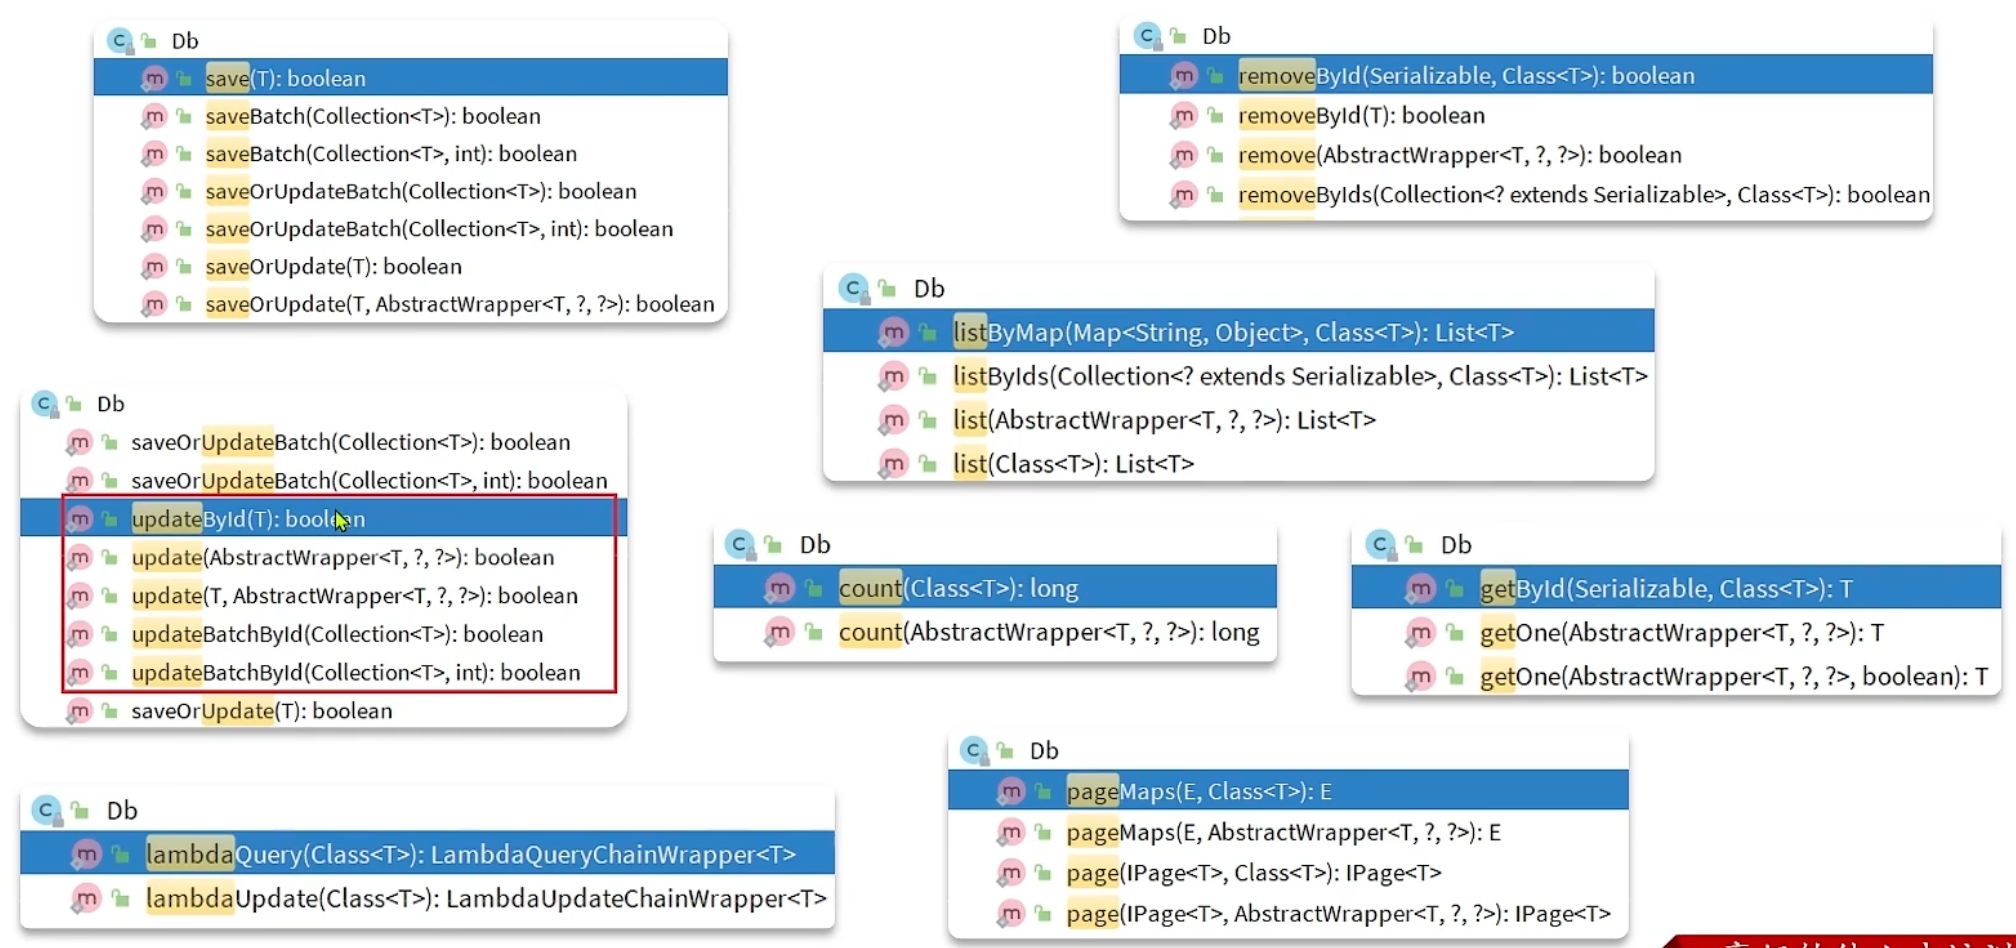 Db
save(T): boolean
saveBatch(Collection<T>): boolean
saveBatch(Collection<T>, int): boolean
saveOrUpdateBatch(Collection<T>): boolean
saveOrUpdateBatch(Collection<T>, int): boolean
saveOrUpdate(T): boolean
saveOrUpdate(T, AbstractWrapper<T, ?, ?>): boolean
Db
removeById(Serializable, Class<T>): boolean
removeById(T): boolean
remove(AbstractWrapper<T, ?, ?>): boolean
removeByIds(Collection<? extends Serializable>, Class<T>): boolean
Db
listByMap(Map<String, Object>, Class<T>): List<T>
listByIds(Collection<? extends Serializable>, Class<T>): List<T>
list(AbstractWrapper<T, ?, ?>): List<T>
list(Class<T>): List<T>
Db
saveOrUpdateBatch(Collection<T>): boolean
saveOrUpdateBatch(Collection<T>, int): boolean
updateById(T): boolean
update(AbstractWrapper<T, ?, ?>): boolean
update(T, AbstractWrapper<T, ?, ?>): boolean
updateBatchById(Collection<T>): boolean
updateBatchById(Collection<T>, int): boolean
saveOrUpdate(T): boolean
Db
count(Class<T>): long
count(AbstractWrapper<T, ?, ?>): long
Db
getById(Serializable, Class<T>): T
getOne(AbstractWrapper<T, ?, ?>): T
getOne(AbstractWrapper<T, ?, ?>, boolean): T
Db
lambdaQuery(Class<T>): LambdaQueryChainWrapper<T>
lambdaUpdate(Class<T>): LambdaUpdateChainWrapper<T>
Db
pageMaps(E, Class<T>): E
pageMaps(E, AbstractWrapper<T, ?, ?>): E
page(IPage<T>, Class<T>): IPage<T>
page(IPage<T>, AbstractWrapper<T, ?, ?>): IPage<T>